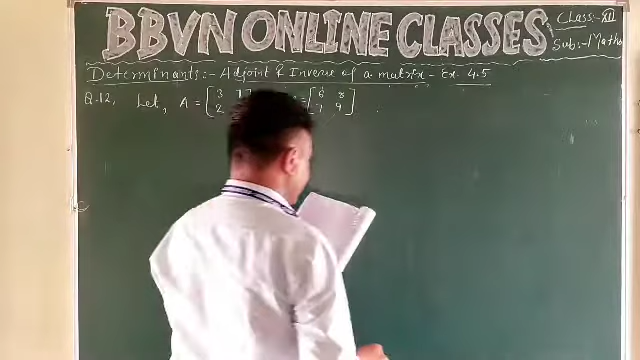 BBVN ONLINE CLASSES
Class:- XII
Sub:- Maths
Determinants:- Adjoint & Inverse of a matrix - Ex. 4.5
Q.12, Let, A = [ 3 7
2
= [ 6 8
7 9 ]